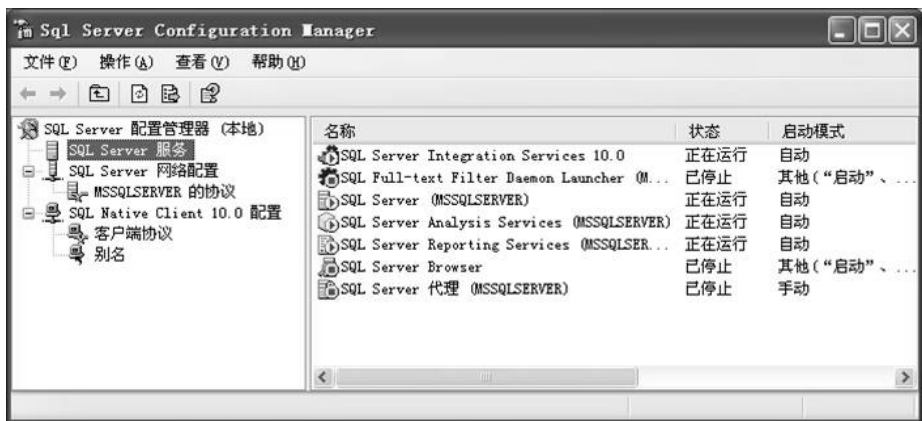 Sql Server Configuration Manager
文件(F) 操作(A) 查看(V) 帮助(H)
SQL Server 配置管理器 (本地)
SQL Server 服务
SQL Server 网络配置
MSSQLSERVER 的协议
SQL Native Client 10.0 配置
客户端协议
别名
名称 状态 启动模式
SQL Server Integration Services 10.0 正在运行 自动
SQL Full-text Filter Daemon Launcher (M... 已停止 其他(“启动”、...
SQL Server (MSSQLSERVER) 正在运行 自动
SQL Server Analysis Services (MSSQLSERVER) 正在运行 自动
SQL Server Reporting Services (MSSQLSER... 正在运行 自动
SQL Server Browser 已停止 其他(“启动”、...
SQL Server 代理 (MSSQLSERVER) 已停止 手动